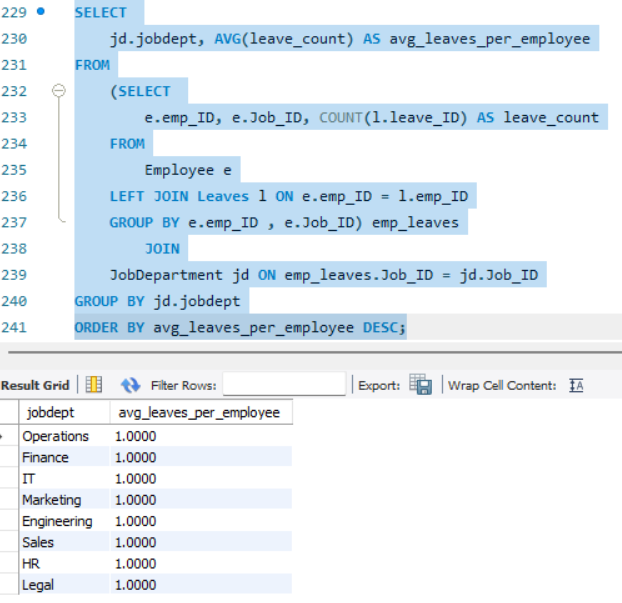 229 SELECT
230 jd.jobdept, AVG(leave_count) AS avg_leaves_per_employee
231 FROM
232 (SELECT
233 e.emp_ID, e.Job_ID, COUNT(l.leave_ID) AS leave_count
234 FROM
235 Employee e
236 LEFT JOIN Leaves l ON e.emp_ID = l.emp_ID
237 GROUP BY e.emp_ID , e.Job_ID) emp_leaves
238 JOIN
239 JobDepartment jd ON emp_leaves.Job_ID = jd.Job_ID
240 GROUP BY jd.jobdept
241 ORDER BY avg_leaves_per_employee DESC;
Result Grid Filter Rows: Export: Wrap Cell Content: IA
jobdept avg_leaves_per_employee
Operations 1.0000
Finance 1.0000
IT 1.0000
Marketing 1.0000
Engineering 1.0000
Sales 1.0000
HR 1.0000
Legal 1.0000